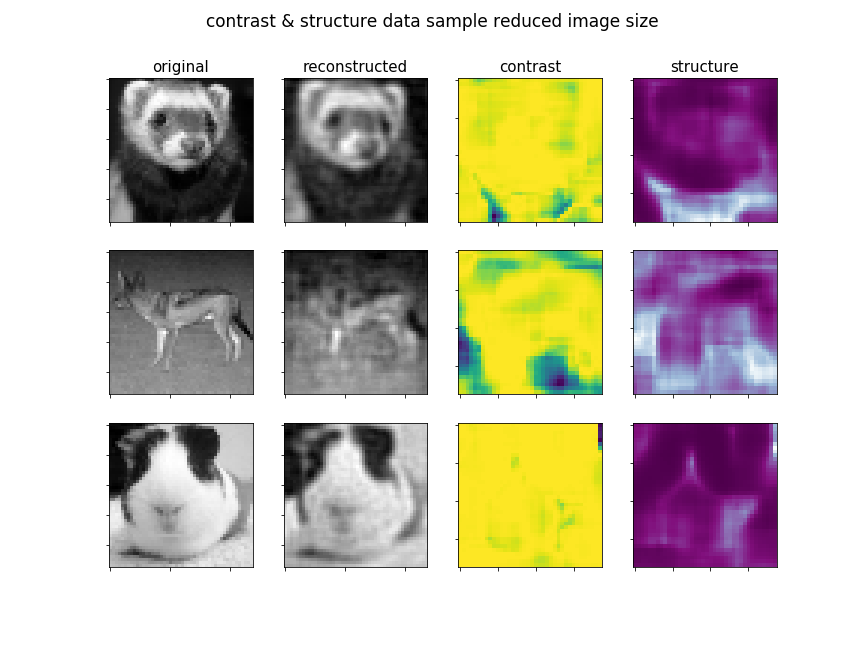 contrast & structure data sample reduced image size
original
reconstructed
contrast
structure